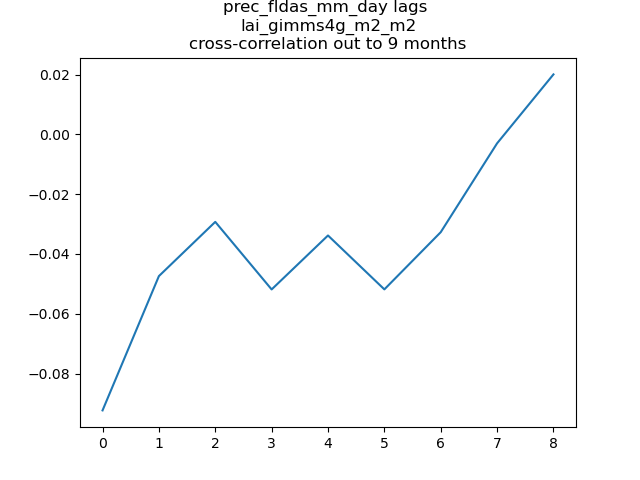 prec_fldas_mm_day lags
lai_gimms4g_m2_m2
cross-correlation out to 9 months
0.02
0.00
−0.02
−0.04
−0.06
−0.08
0 1 2 3 4 5 6 7 8